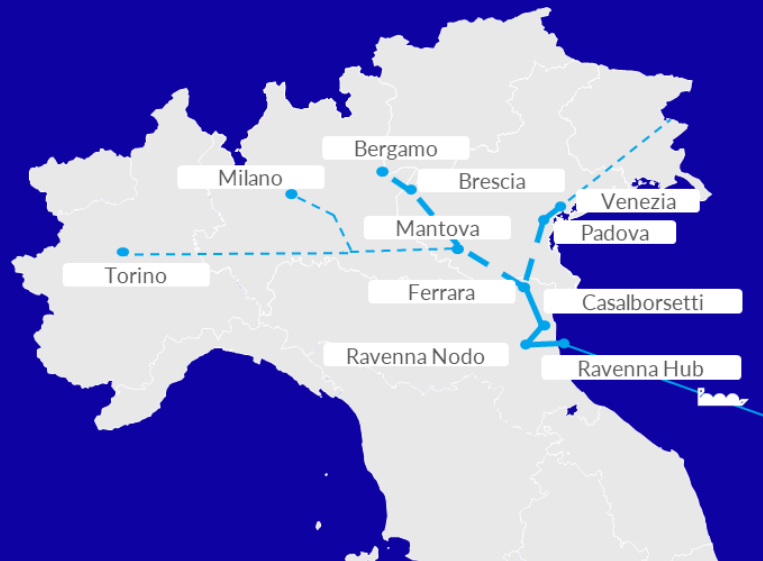 Bergamo
Milano
Brescia
Venezia
Mantova
Padova
Torino
Ferrara
Casalborsetti
Ravenna Nodo
Ravenna Hub